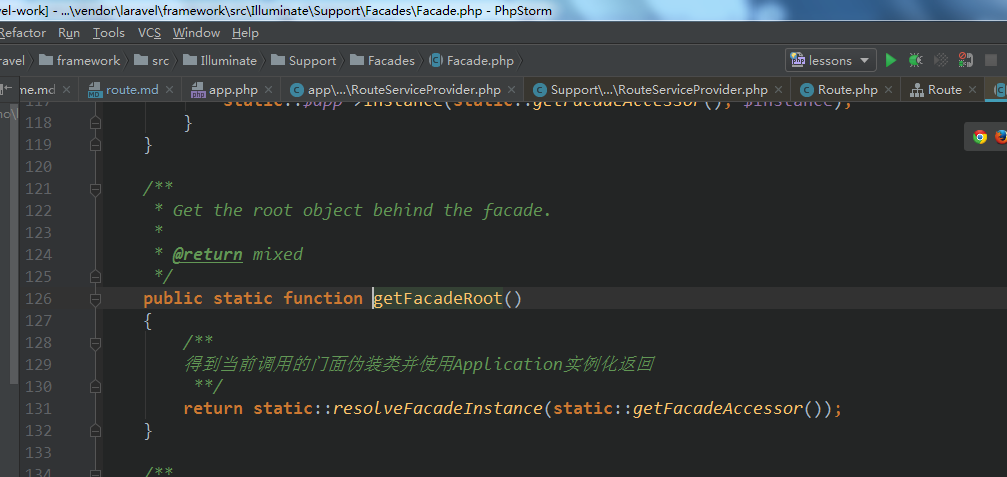 vel-work] - ...\vendor\laravel\framework\src\Illuminate\Support\Facades\Facade.php - PhpStorm
Refactor Run Tools VCS Window Help
ravel framework src Illuminate Support Facades Facade.php lessons
me.md route.md app.php app\...\RouteServiceProvider.php Support\...\RouteServiceProvider.php Route.php Route
117 static::$app->instance(static::getFacadeAccessor(), $instance);
118 }
119 }
120
121 /**
122 * Get the root object behind the facade.
123 *
124 * @return mixed
125 */
126 public static function getFacadeRoot()
127 {
128 /**
129 得到当前调用的门面伪装类并使用Application实例化返回
130 **/
131 return static::resolveFacadeInstance(static::getFacadeAccessor());
132 }
133
134 /**